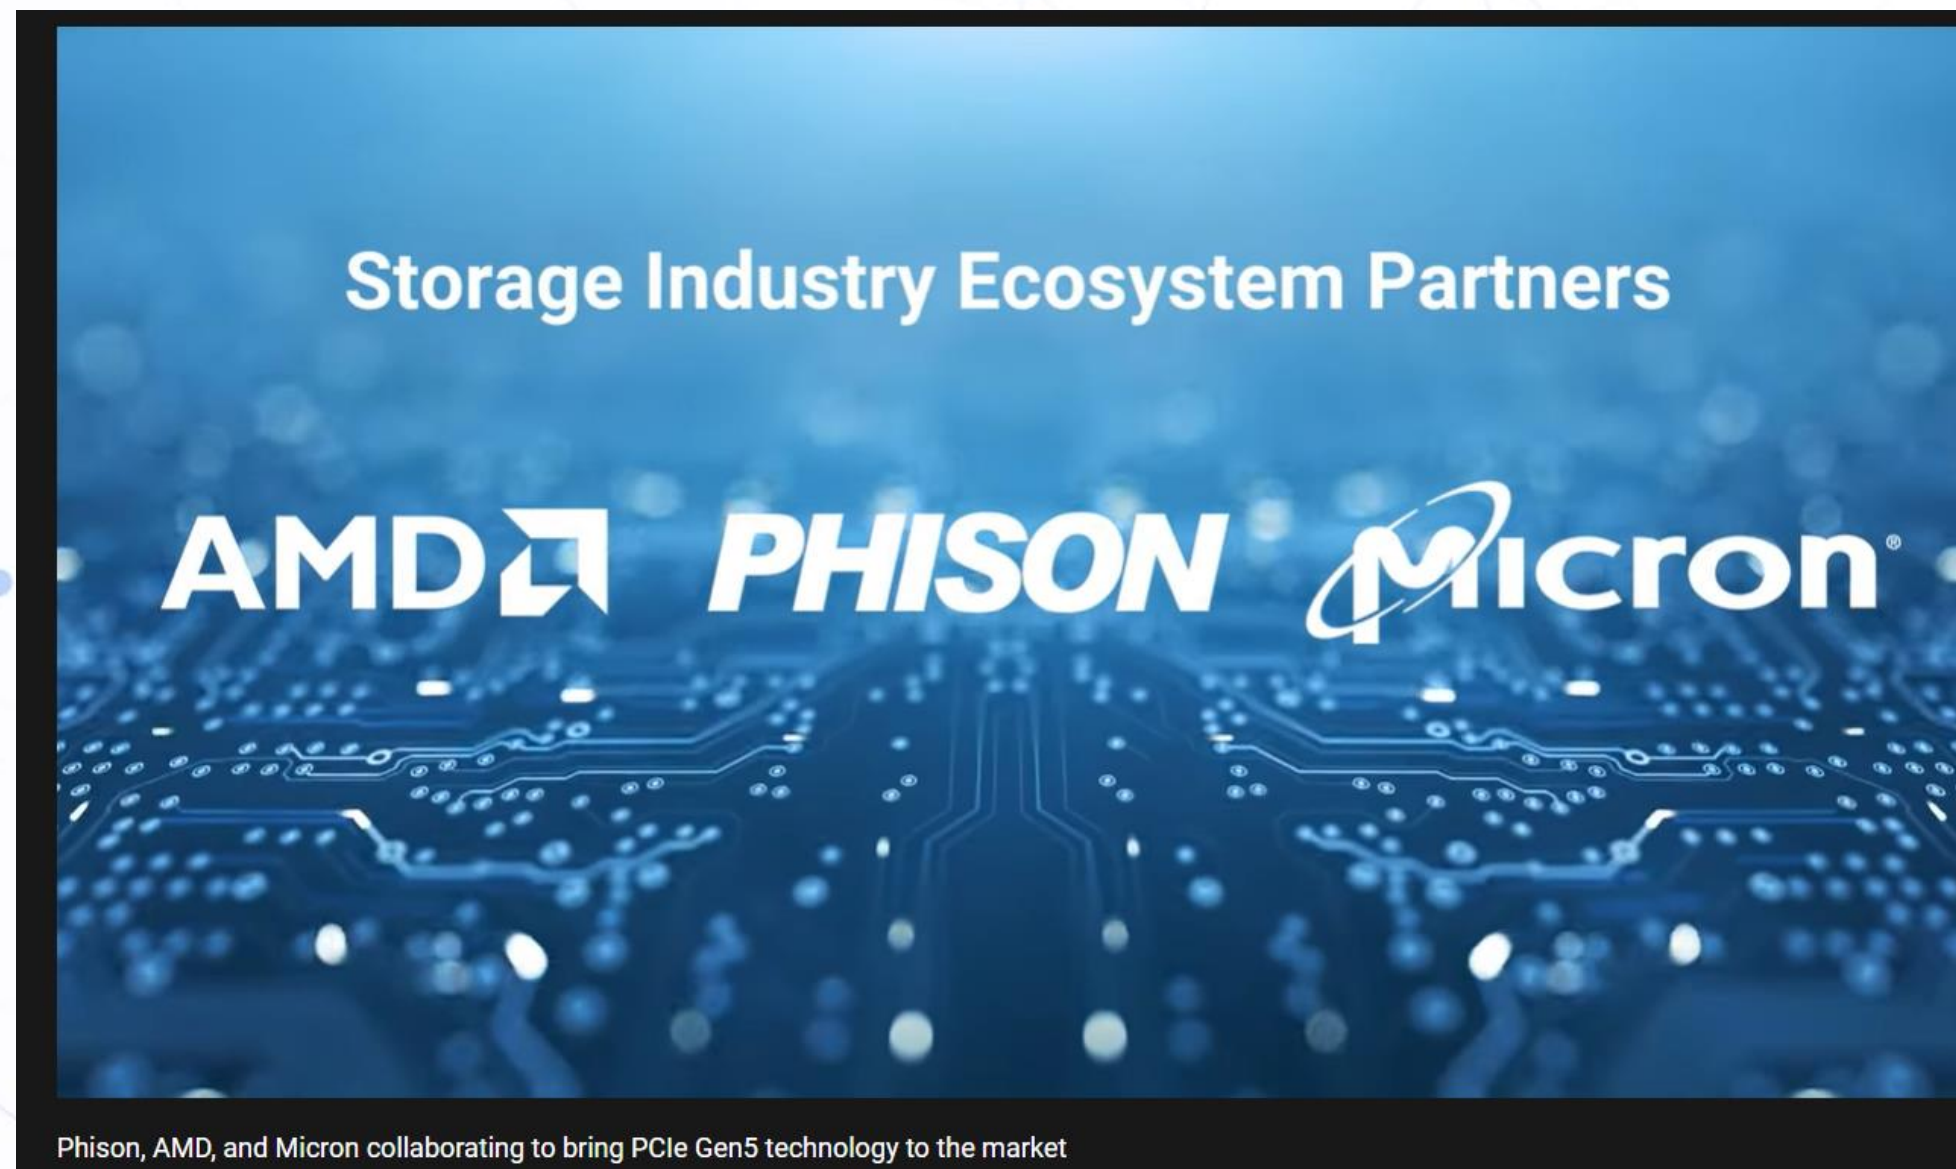 Storage Industry Ecosystem Partners
AMD PHISON Micron®
Phison, AMD, and Micron collaborating to bring PCIe Gen5 technology to the market